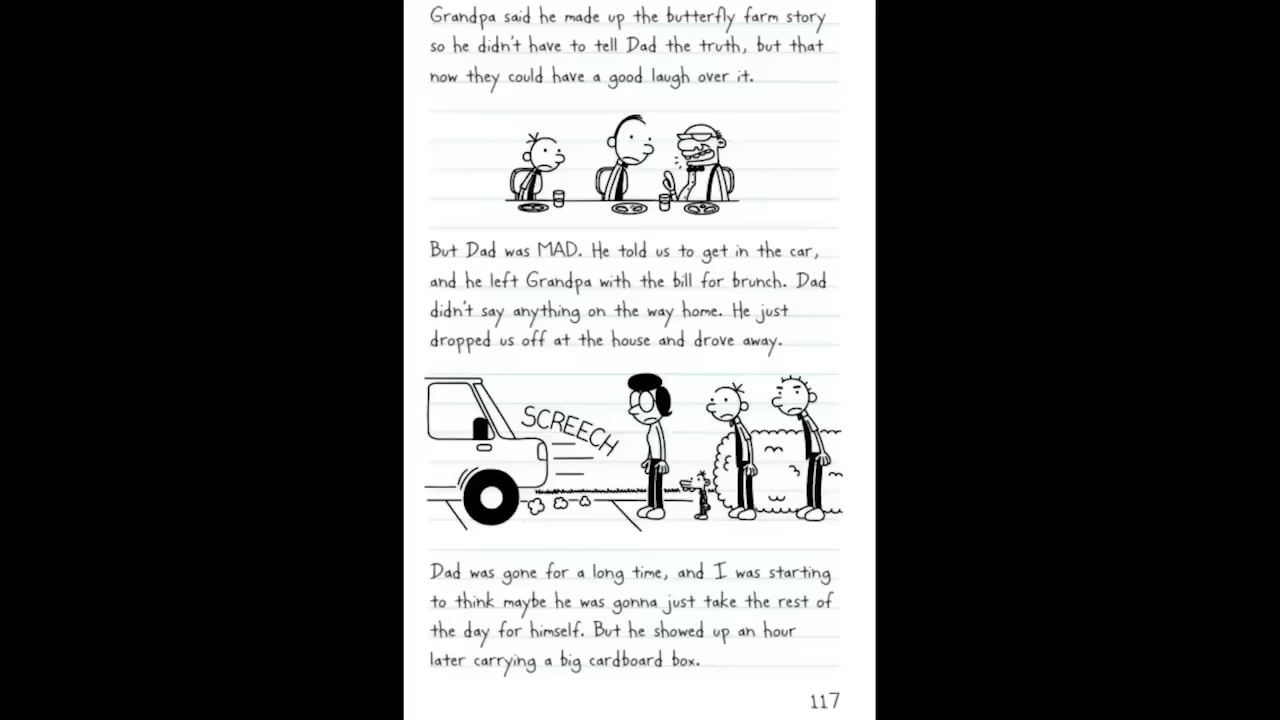 Grandpa said he made up the butterfly farm story
so he didn't have to tell Dad the truth, but that
now they could have a good laugh over it.
But Dad was MAD. He told us to get in the car,
and he left Grandpa with the bill for brunch. Dad
didn't say anything on the way home. He just
dropped us off at the house and drove away.
SCREECH
Dad was gone for a long time, and I was starting
to think maybe he was gonna just take the rest of
the day for himself. But he showed up an hour
later carrying a big cardboard box.
117